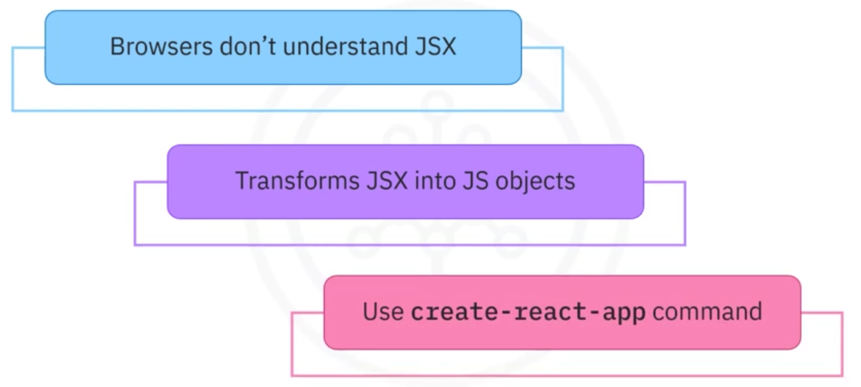 Browsers don’t understand JSX
Transforms JSX into JS objects
Use create-react-app command